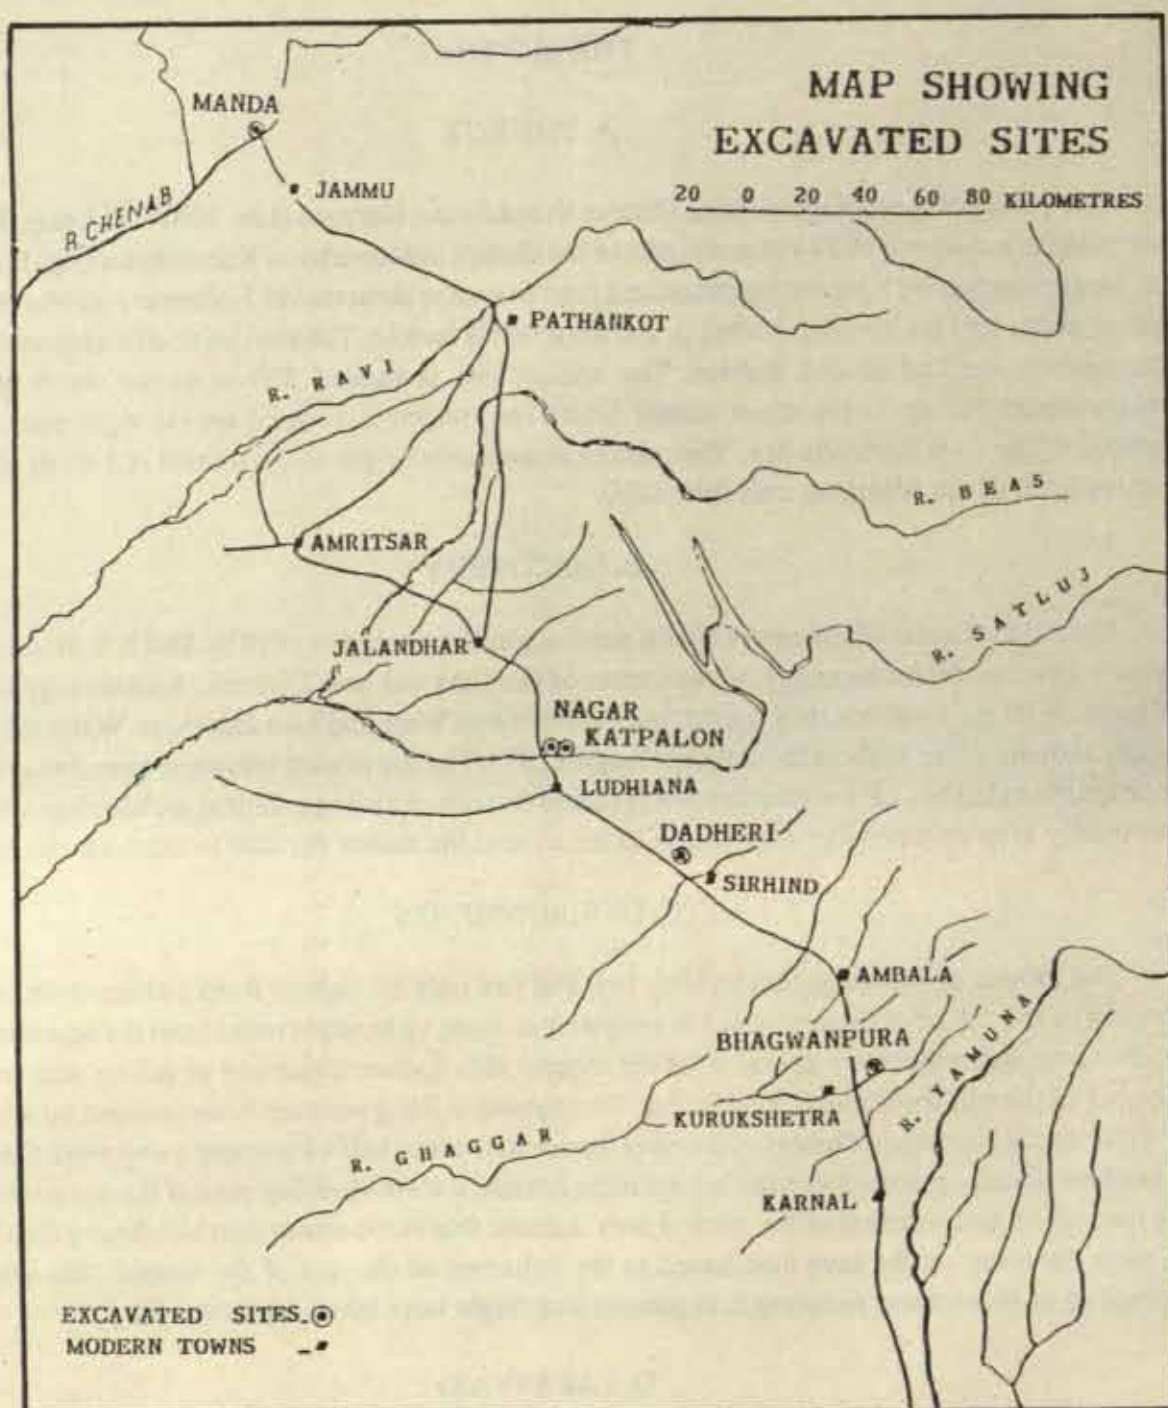 MAP SHOWING
EXCAVATED SITES
20 0 20 40 60 80 KILOMETRES
MANDA
JAMMU
R. CHENAB
PATHANKOT
R. RAVI
R. BEAS
AMRITSAR
R. SATLUJ
JALANDHAR
NAGAR
KATPALON
LUDHIANA
DADHERI
SIRHIND
AMBALA
BHAGWANPURA
R. YAMUNA
KURUKSHETRA
R. GHAGGAR
KARNAL
EXCAVATED SITES
MODERN TOWNS